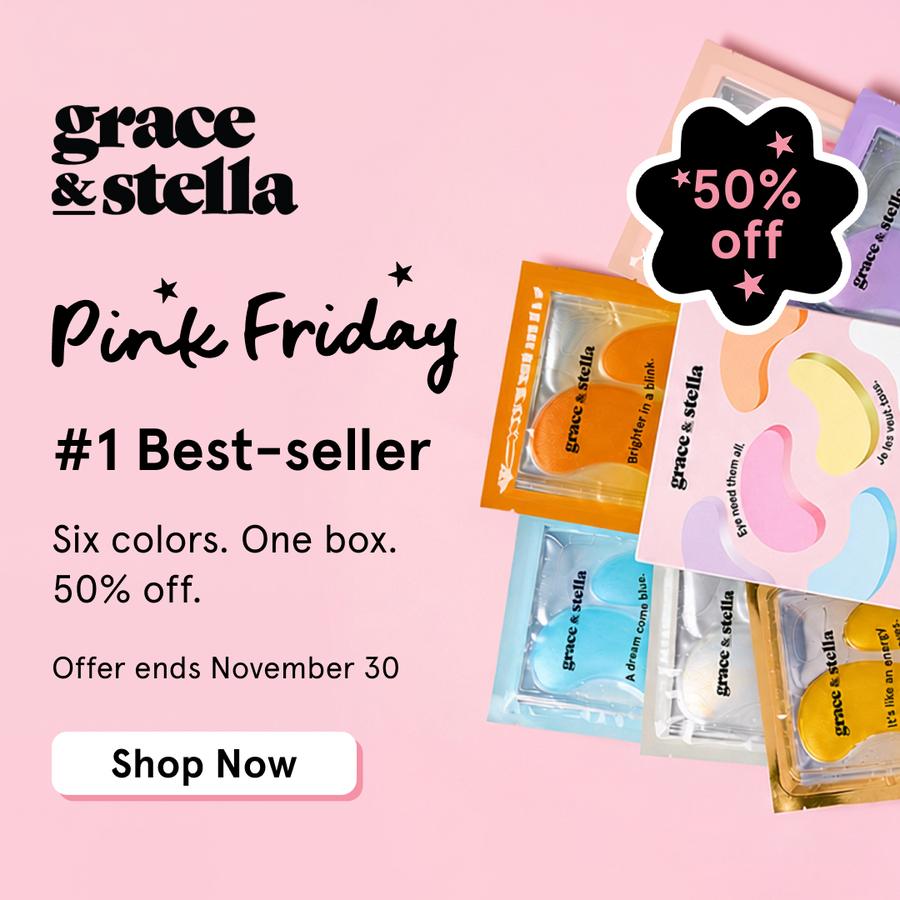 grace
& stella
Pink Friday
#1 Best-seller
Six colors. One box.
50% off.
Offer ends November 30
Shop Now
50%
off
grace & stella
grace & stella
Brighter in a blink.
grace & stella
Eye need them all.
Je les veux tous.
grace & stella
A dream come blue.
grace & stella
grace & stella
It's like an energy